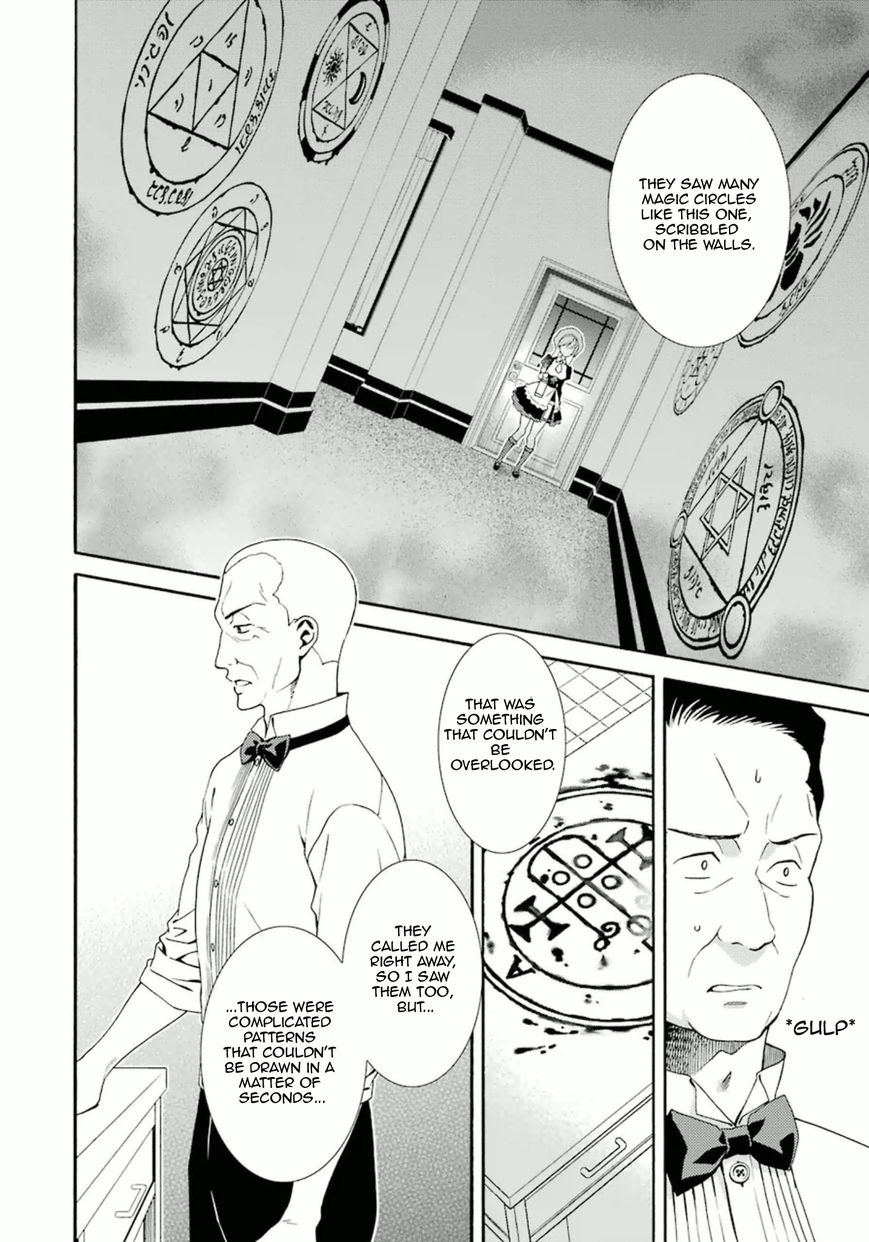 THEY SAW MANY
MAGIC CIRCLES
LIKE THIS ONE,
SCRIBBLED
ON THE WALLS.
*GULP*
THAT WAS
SOMETHING
THAT COULDN'T
BE
OVERLOOKED.
THEY
CALLED ME
RIGHT AWAY,
SO I SAW
THEM TOO,
BUT...
...THOSE WERE
COMPLICATED
PATTERNS
THAT COULDN'T
BE DRAWN IN A
MATTER OF
SECONDS...